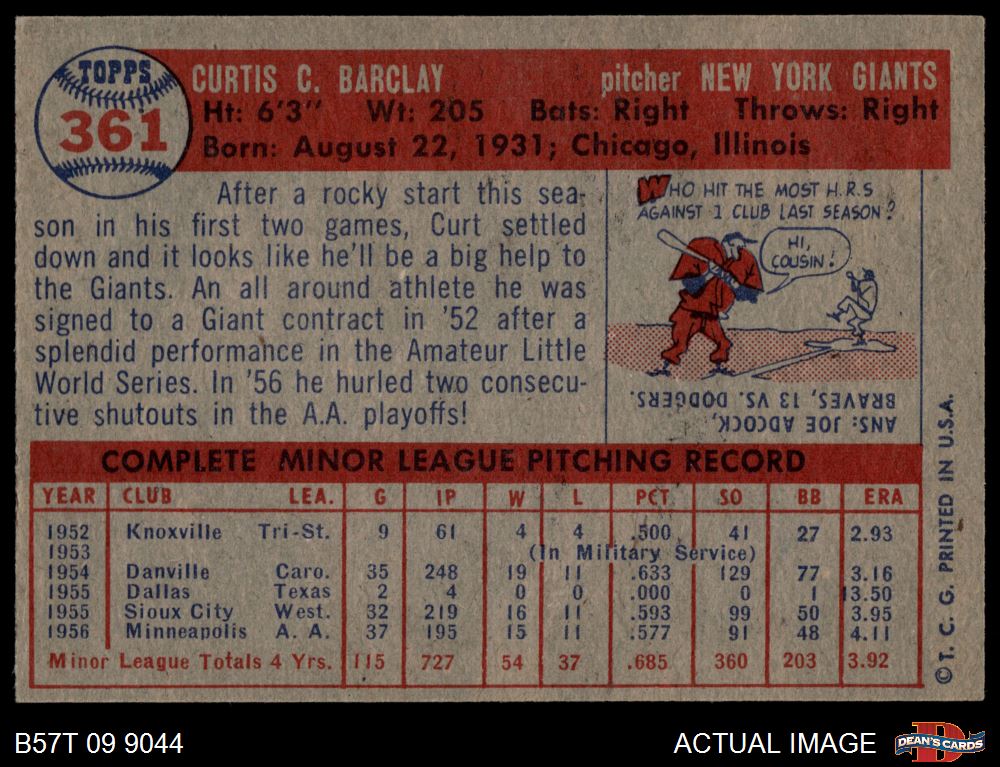 TOPPS
361
CURTIS C. BARCLAY pitcher NEW YORK GIANTS
Ht: 6'3" Wt: 205 Bats: Right Throws: Right
Born: August 22, 1931; Chicago, Illinois
After a rocky start this sea-
son in his first two games, Curt settled
down and it looks like he'll be a big help to
the Giants. An all around athlete he was
signed to a Giant contract in '52 after a
splendid performance in the Amateur Little
World Series. In '56 he hurled two consecu-
tive shutouts in the A.A. playoffs!
WHO HIT THE MOST H.R.S
AGAINST 1 CLUB LAST SEASON?
HI,
COUSIN!
ANS: JOE ADCOCK,
BRAVES, 13 VS. DODGERS.
COMPLETE MINOR LEAGUE PITCHING RECORD
YEAR CLUB LEA. G IP W L PCT. SO BB ERA
1952 Knoxville Tri-St. 9 61 4 4 .500 41 27 2.93
1953 (In Military Service)
1954 Danville Caro. 35 248 19 11 .633 129 77 3.16
1955 Dallas Texas 2 4 0 0 .000 0 1 13.50
1955 Sioux City West. 32 219 16 11 .593 99 50 3.95
1956 Minneapolis A. A. 37 195 15 11 .577 91 48 4.11
Minor League Totals 4 Yrs. 115 727 54 37 .685 360 203 3.92
© T. C. G. PRINTED IN U.S.A.
B57T 09 9044
ACTUAL IMAGE
D
DEAN'S CARDS